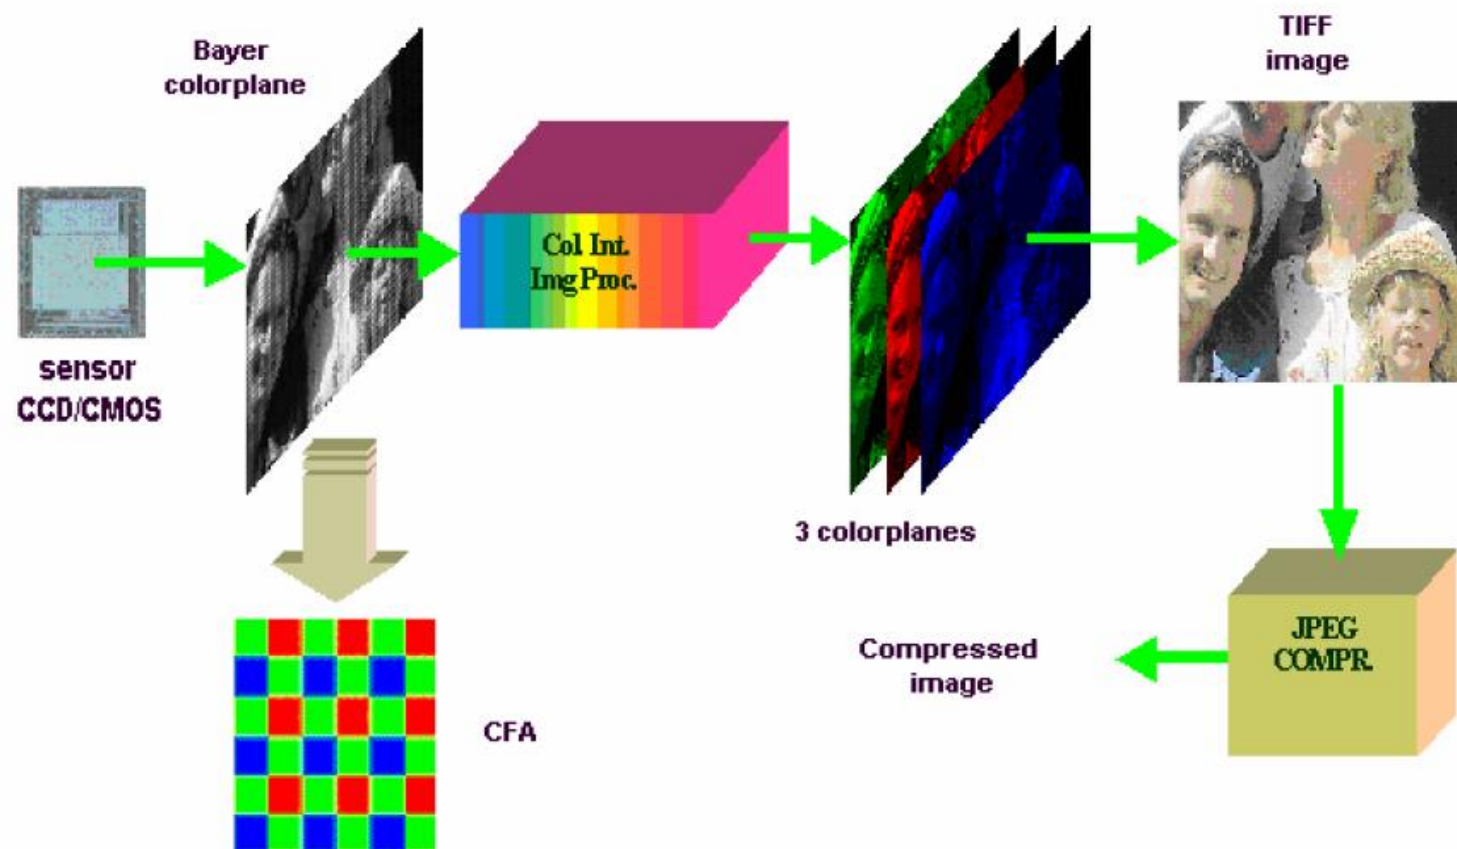 Bayer
colorplane
TIFF
image
Col Int.
Img Proc.
sensor
CCD/CMOS
3 colorplanes
JPEG
COMPR.
Compressed
image
CFA